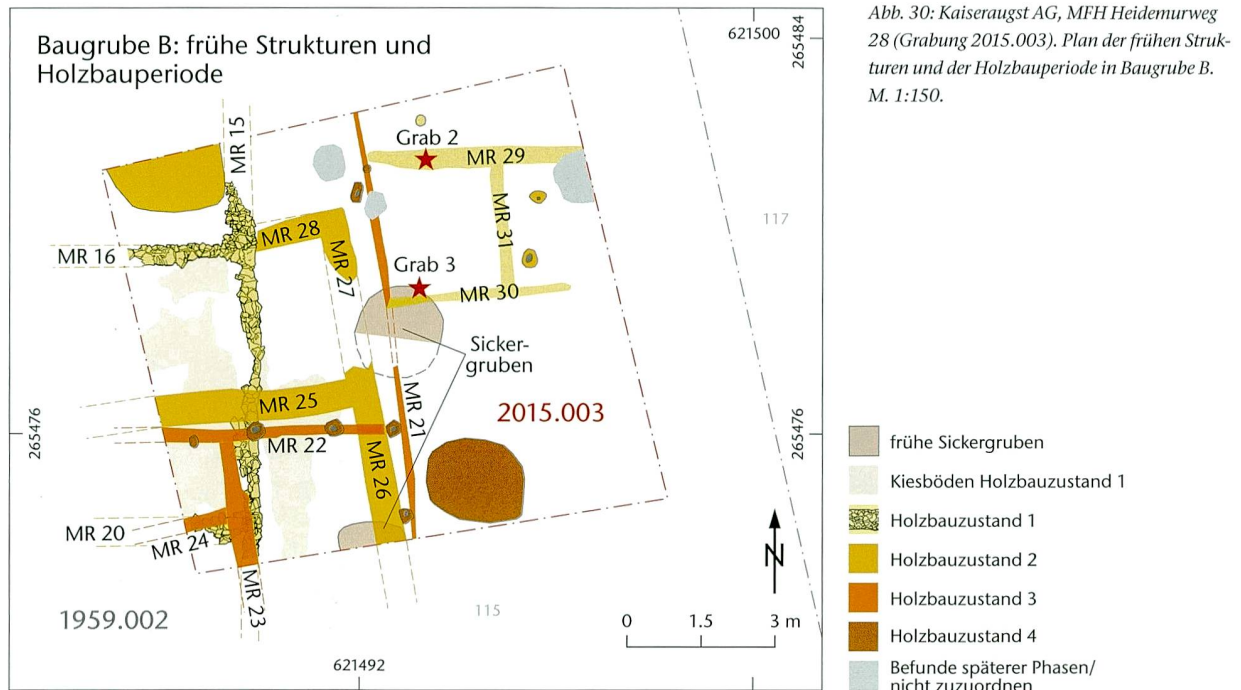 Baugrube B: frühe Strukturen und
Holzbauperiode
621500
265484
MR 15
Grab 2
MR 29
MR 16
MR 28
MR 27
MR 31
117
Grab 3
MR 30
Sicker-
gruben
MR 25
MR 21
2015.003
265476
265476
MR 22
MR 26
MR 20
MR 24
MR 23
N
1959.002
115
0 1.5 3 m
621492
Abb. 30: Kaiseraugst AG, MFH Heidemurweg
28 (Grabung 2015.003). Plan der frühen Struk-
turen und der Holzbauperiode in Baugrube B.
M. 1:150.
frühe Sickergruben
Kiesböden Holzbauzustand 1
Holzbauzustand 1
Holzbauzustand 2
Holzbauzustand 3
Holzbauzustand 4
Befunde späterer Phasen/
nicht zuzuordnen